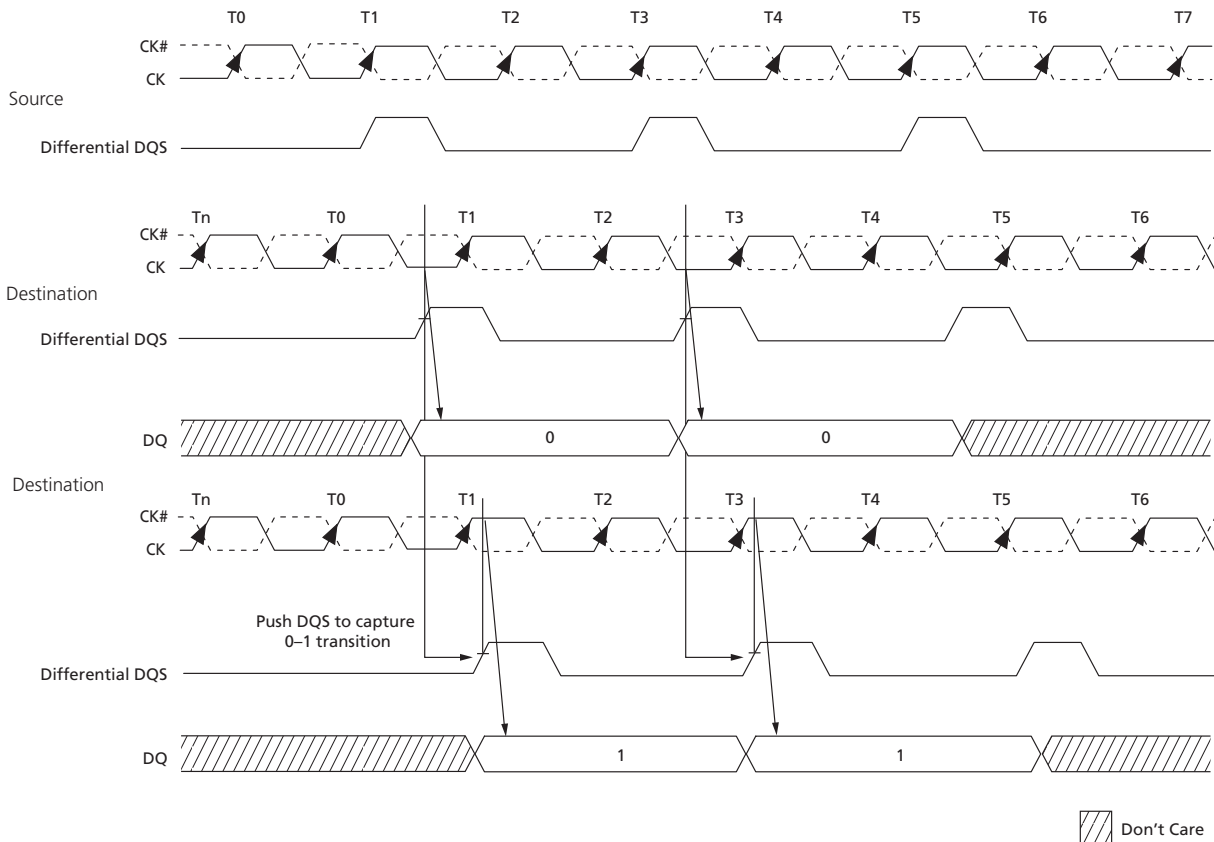 T0 T1 T2 T3 T4 T5 T6 T7
CK#
CK
Source
Differential DQS
Tn T0 T1 T2 T3 T4 T5 T6
CK#
CK
Destination
Differential DQS
DQ 0 0
Destination
Tn T0 T1 T2 T3 T4 T5 T6
CK#
CK
Push DQS to capture
0–1 transition
Differential DQS
DQ 1 1
Don't Care